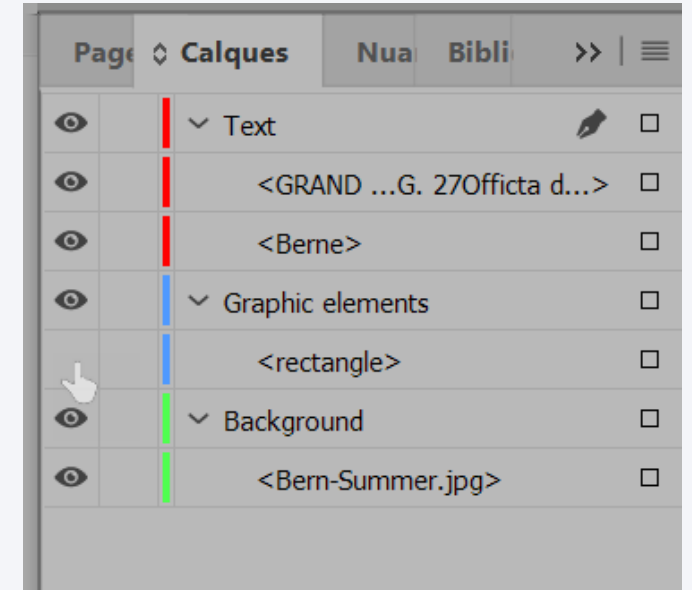 Page Calques Nua Bibli
Text
<GRAND ...G. 27Officta d...>
<Berne>
Graphic elements
<rectangle>
Background
<Bern-Summer.jpg>